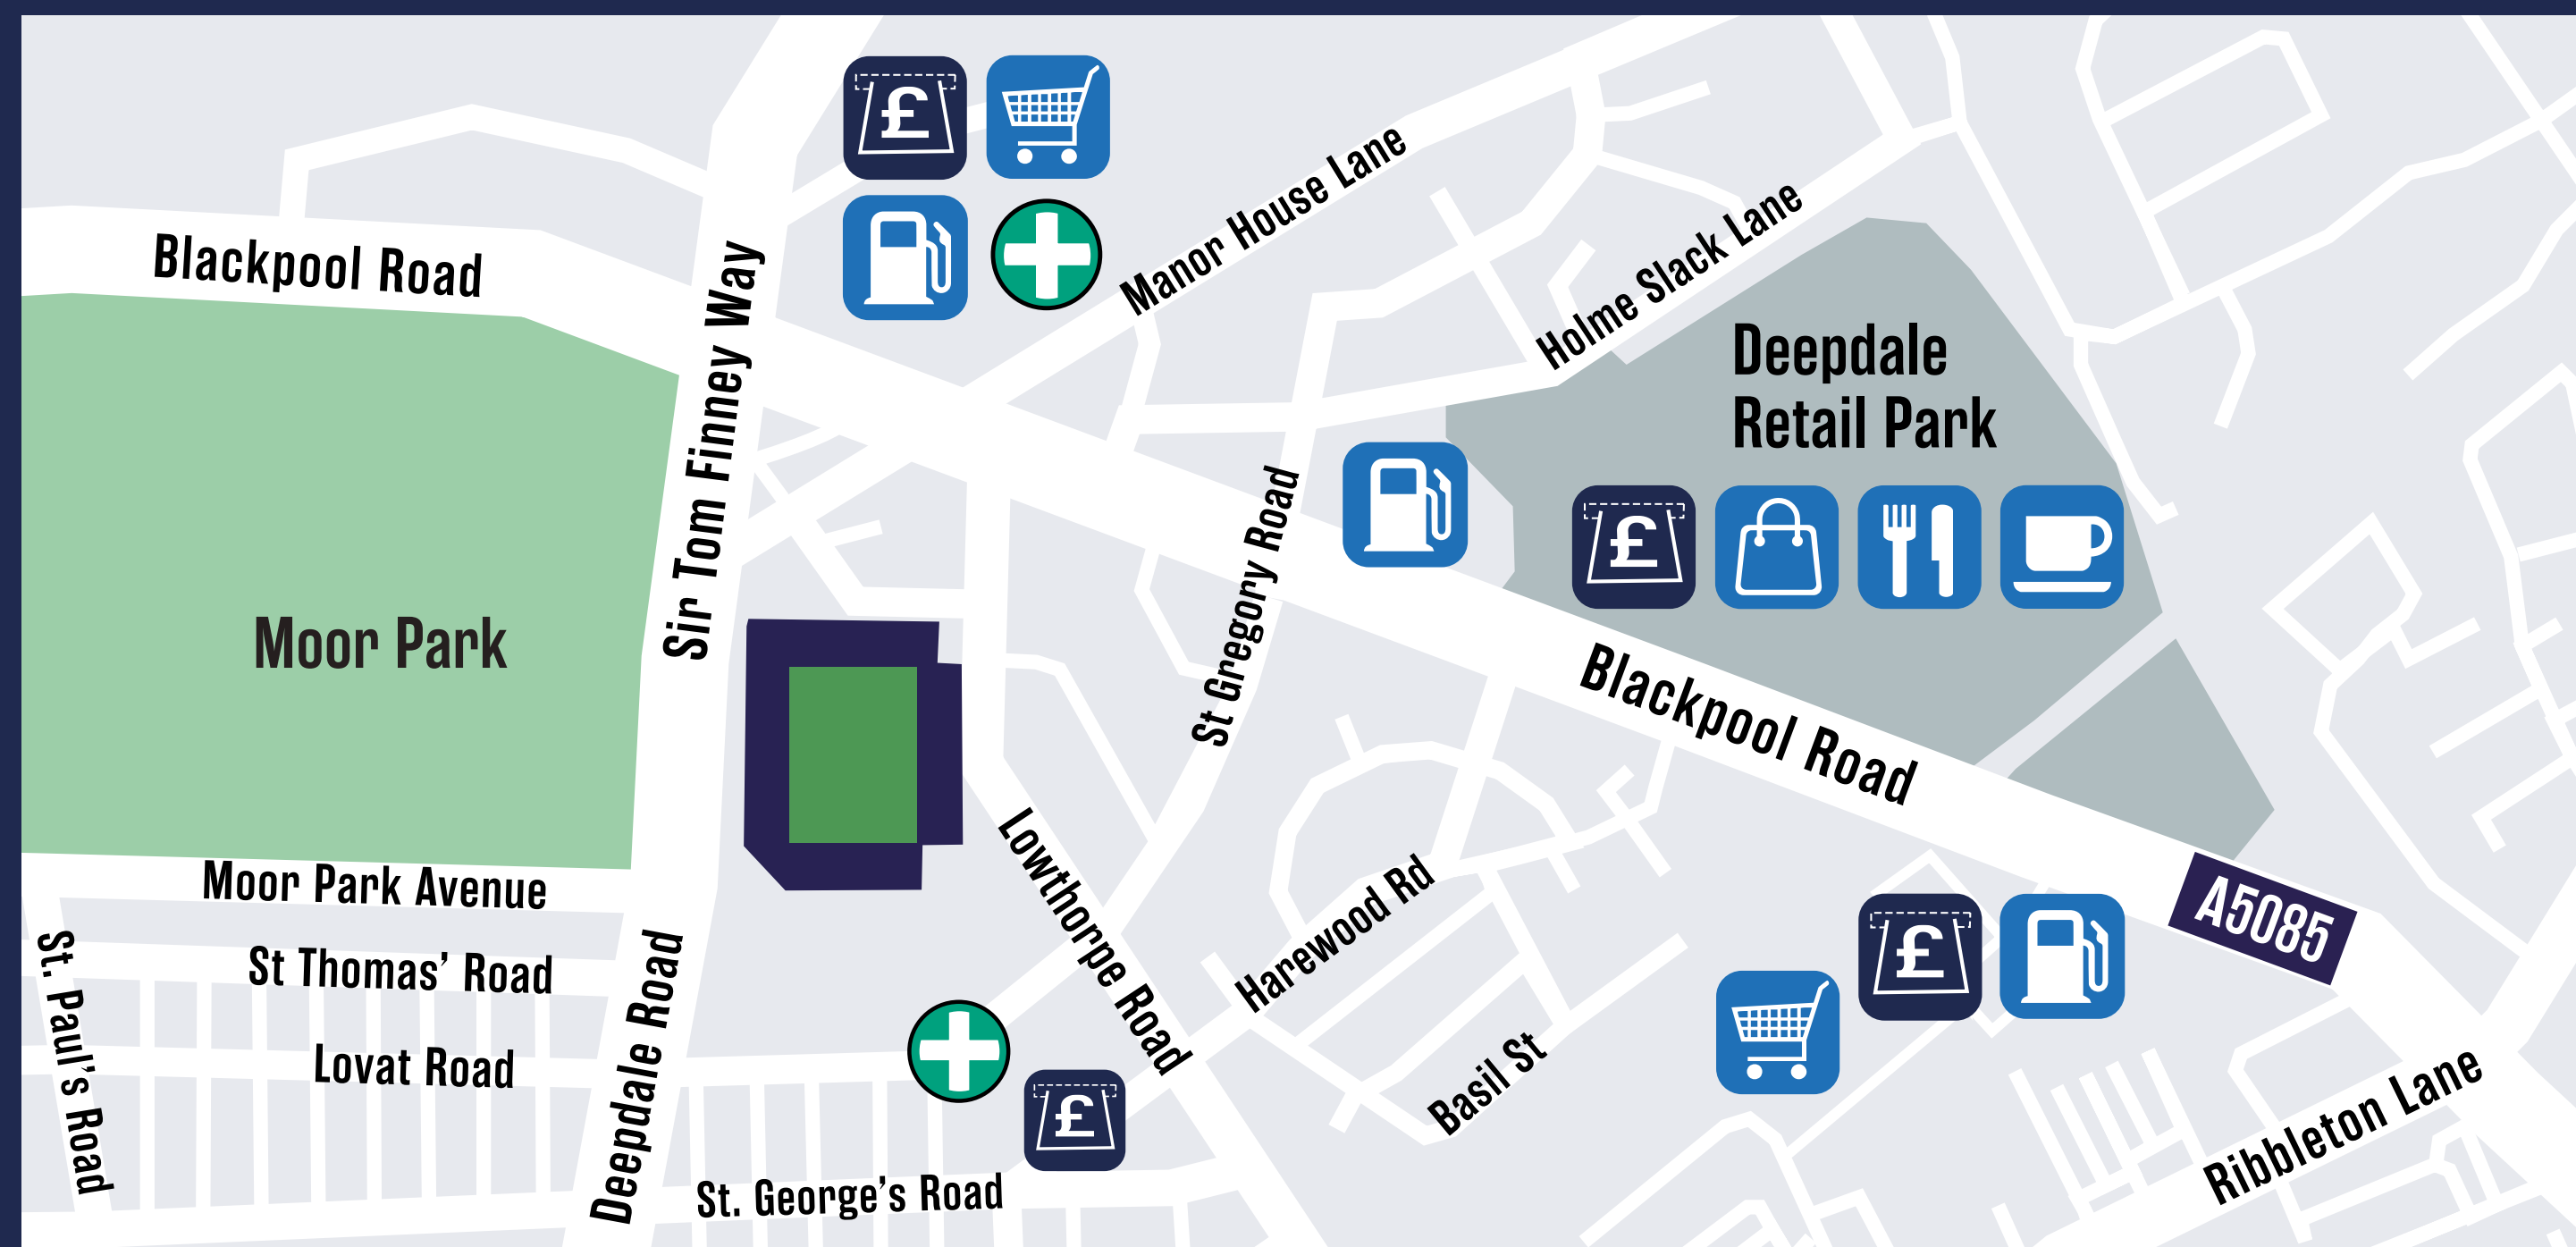 £
Manor House Lane
Holme Slack Lane
Blackpool Road
Sir Tom Finney Way
Deepdale
Retail Park
£
St Gregory Road
Moor Park
Blackpool Road
Moor Park Avenue
Lowthorpe Road
Harewood Rd
A5085
£
St Thomas’ Road
St. Paul’s Road
Deepdale Road
Lovat Road
Basil St
£
Ribbleton Lane
St. George’s Road